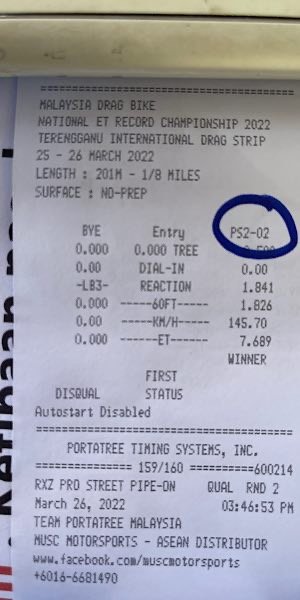 MALAYSIA DRAG BIKE
NATIONAL ET RECORD CHAMPIONSHIP 2022
TERENGGANU INTERNATIONAL DRAG STRIP
25 - 26 MARCH 2022
LENGTH : 201M - 1/8 MILES
SURFACE : NO-PREP
BYE Entry PS2-02
0.000 0.000 TREE
0.00 DIAL-IN 0.00
-LB3- REACTION 1.841
0.000 -----60FT----- 1.826
0.00 -----KM/H----- 145.70
0.000 ------ET------ 7.689
WINNER
FIRST
DISQUAL STATUS
Autostart Disabled
PORTATREE TIMING SYSTEMS, INC.
============== 159/160 ==========600214
RXZ PRO STREET PIPE-ON QUAL RND 2
March 26, 2022 03:46:53 PM
TEAM PORTATREE MALAYSIA
MUSC MOTORSPORTS - ASEAN DISTRIBUTOR
www.facebook.com/muscmotorsports
+6016-6681490